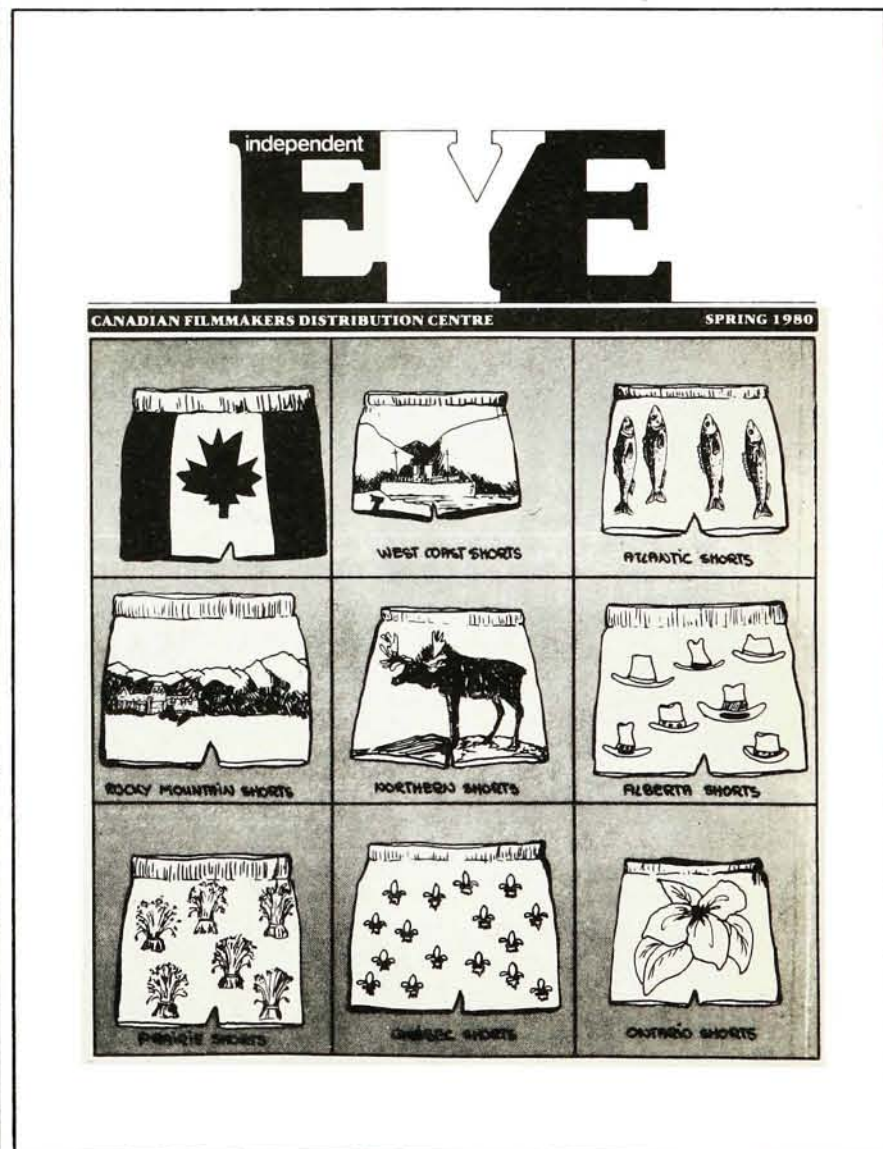 independent
EYE
CANADIAN FILMMAKERS DISTRIBUTION CENTRE SPRING 1980
WEST COAST SHORTS
ATLANTIC SHORTS
ROCKY MOUNTAIN SHORTS
NORTHERN SHORTS
ALBERTA SHORTS
PRAIRIE SHORTS
QUÉBEC SHORTS
ONTARIO SHORTS